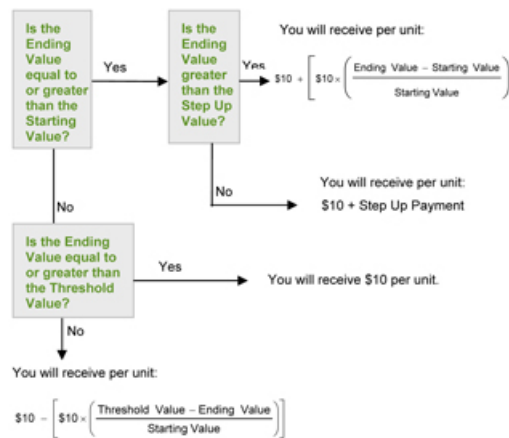 Is the
Ending
Value
equal to
or greater
than the
Starting
Value?
Yes
Is the
Ending
Value
greater
than the
Step Up
Value?
Yes
You will receive per unit:
$10 + [ $10 × ( Ending Value – Starting Value
Starting Value )
No
You will receive per unit:
$10 + Step Up Payment
No
Is the Ending
Value equal to
or greater than
the Threshold
Value?
Yes
You will receive $10 per unit.
No
You will receive per unit:
$10 – [ $10 × ( Threshold Value – Ending Value
Starting Value ) ]